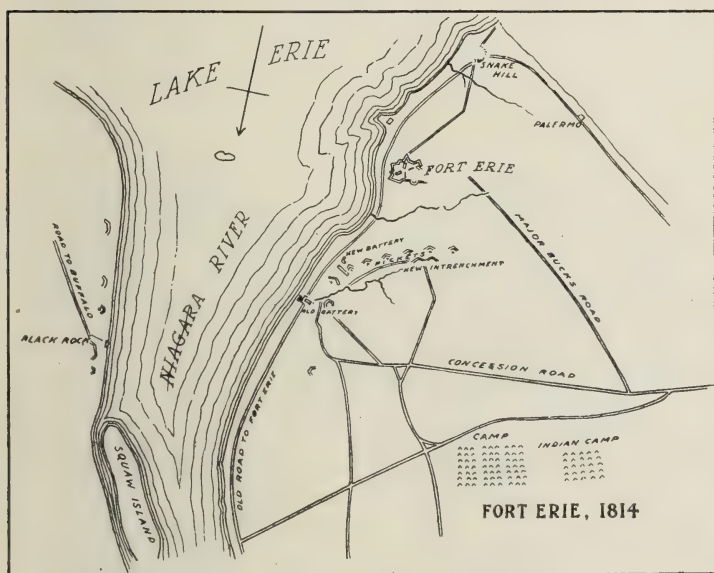 LAKE ERIE
SNAKE HILL
PALERMO
FORT ERIE
NIAGARA RIVER
ROAD TO BUFFALO
BLACK ROCK
NEW BATTERY
PICKETS
NEW INTRENCHMENT
OLD BATTERY
MAJOR BUCKS ROAD
CONCESSION ROAD
OLD ROAD TO FORT ERIE
SQUAW ISLAND
CAMP
INDIAN CAMP
FORT ERIE, 1814